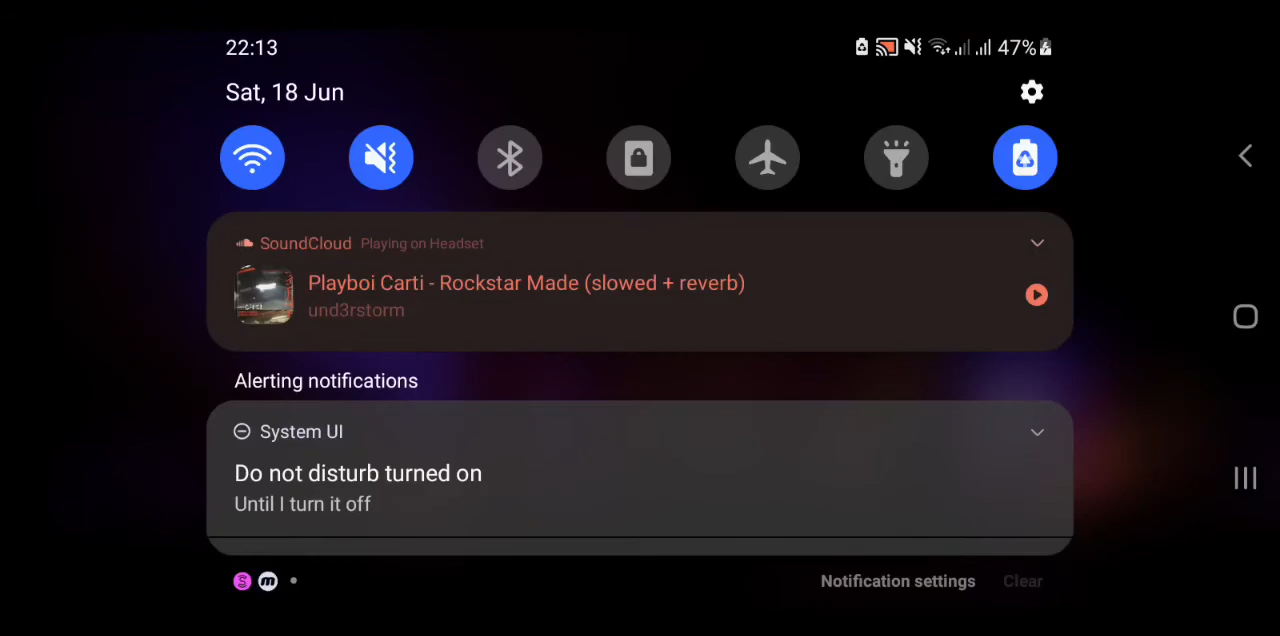 22:13
47%
Sat, 18 Jun
SoundCloud Playing on Headset
Playboi Carti - Rockstar Made (slowed + reverb)
und3rstorm
Alerting notifications
System UI
Do not disturb turned on
Until I turn it off
S m
Notification settings Clear